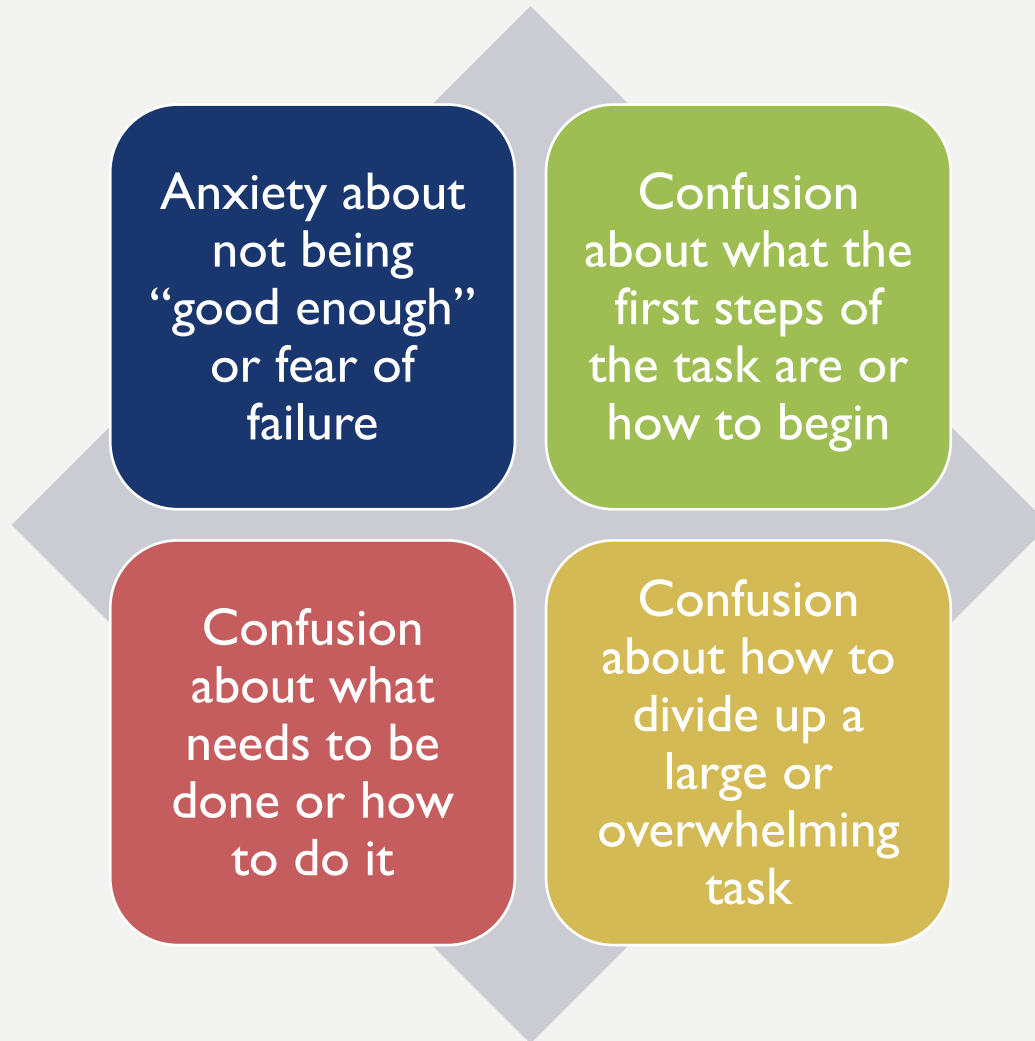 Anxiety about
not being
“good enough”
or fear of
failure
Confusion
about what the
first steps of
the task are or
how to begin
Confusion
about what
needs to be
done or how
to do it
Confusion
about how to
divide up a
large or
overwhelming
task